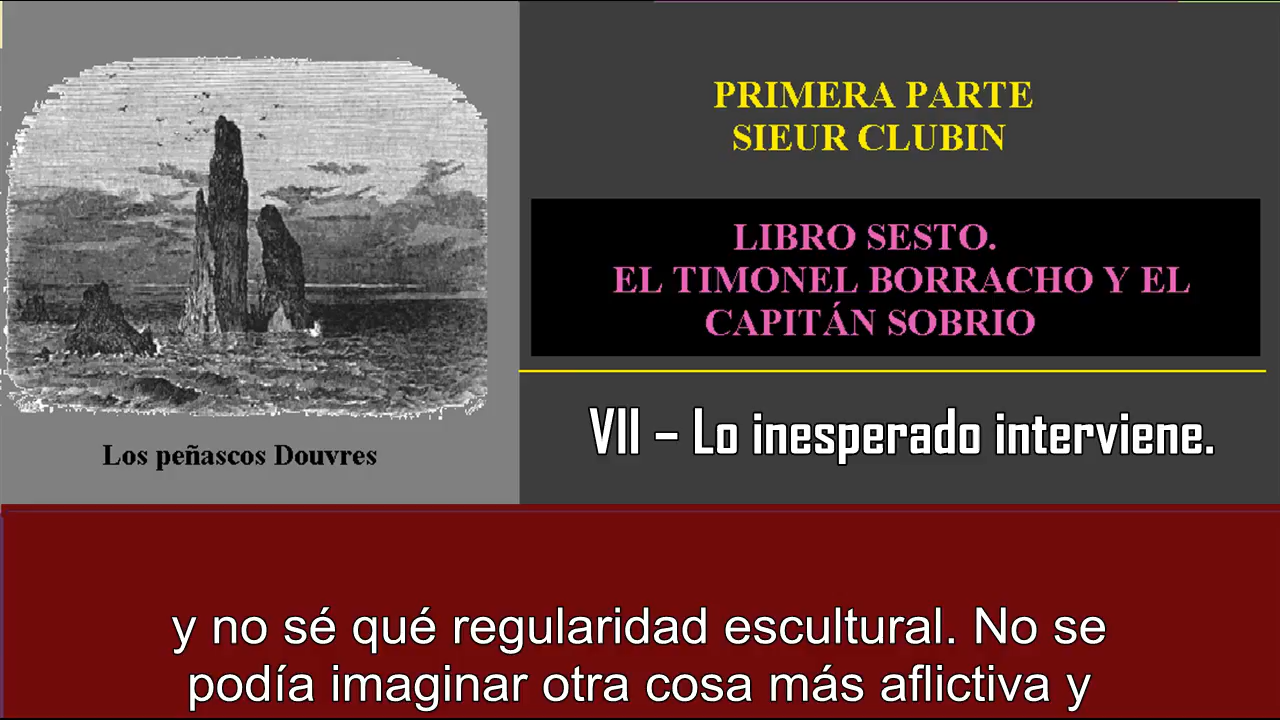 PRIMERA PARTE
SIEUR CLUBIN
LIBRO SESTO.
EL TIMONEL BORRACHO Y EL
CAPITÁN SOBRIO
VII – Lo inesperado interviene.
Los peñascos Douvres
y no sé qué regularidad escultural. No se
podía imaginar otra cosa más aflictiva y